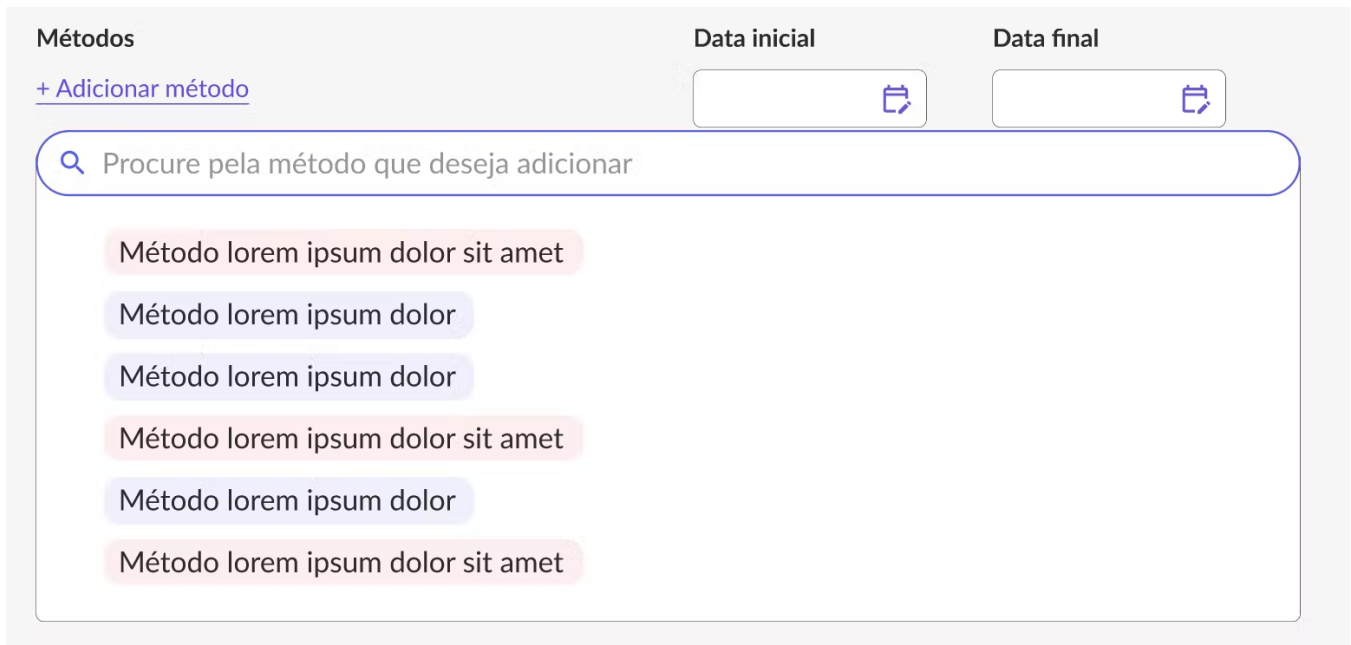 Métodos
Data inicial
Data final
+ Adicionar método
Procure pela método que deseja adicionar
Método lorem ipsum dolor sit amet
Método lorem ipsum dolor
Método lorem ipsum dolor
Método lorem ipsum dolor sit amet
Método lorem ipsum dolor
Método lorem ipsum dolor sit amet